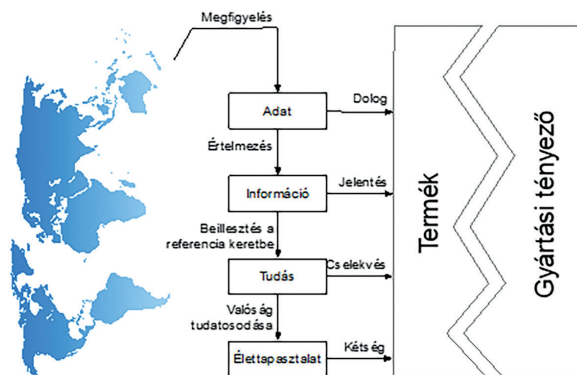 Megfigyelés
Adat
Dolog
Értelmezés
Információ
Jelentés
Beillesztés a
referencia keretbe
Tudás
Cselekvés
Valóság
tudatosodása
Élettapasztalat
Kétség
Termék
Gyártási tényező